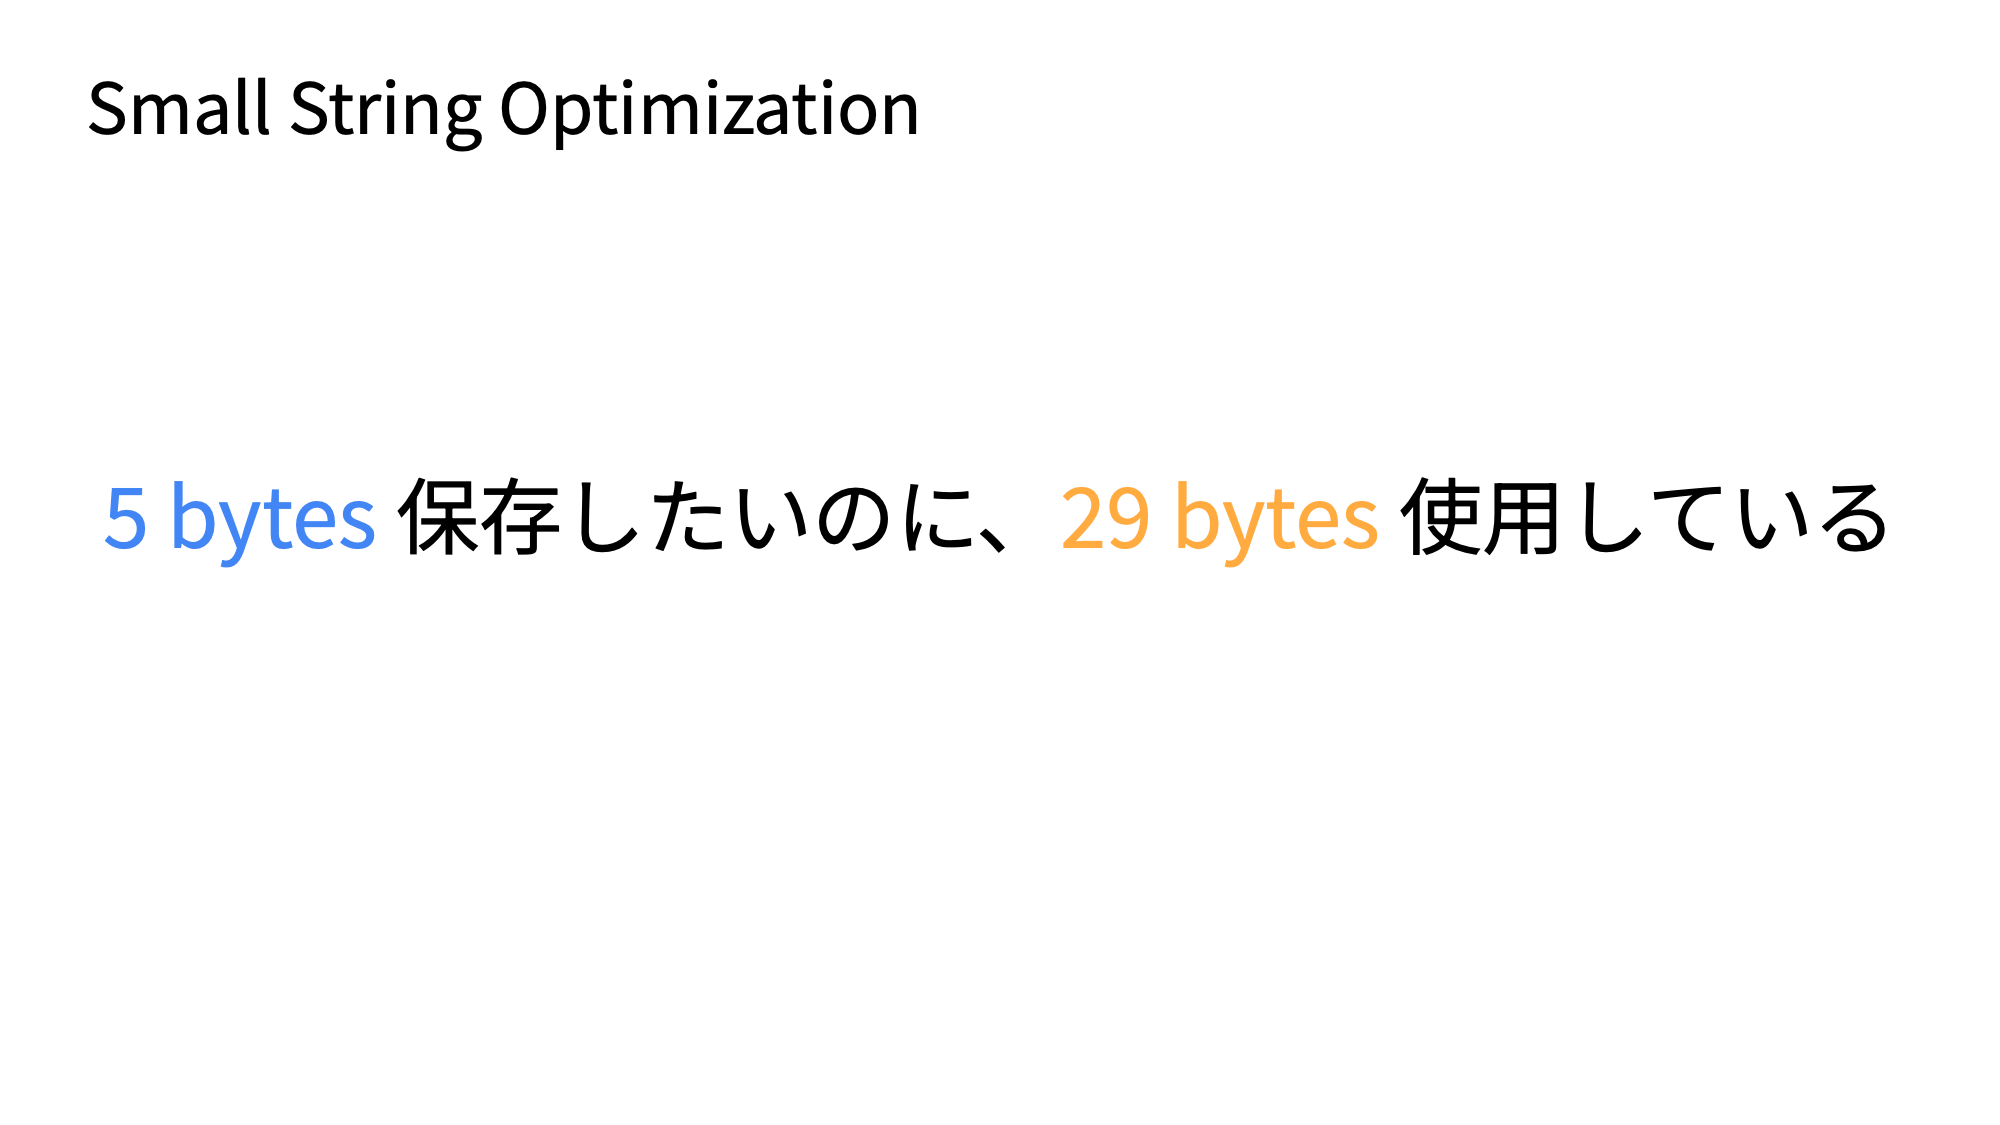 Small String Optimization
5 bytes 保存したいのに、29 bytes 使用している